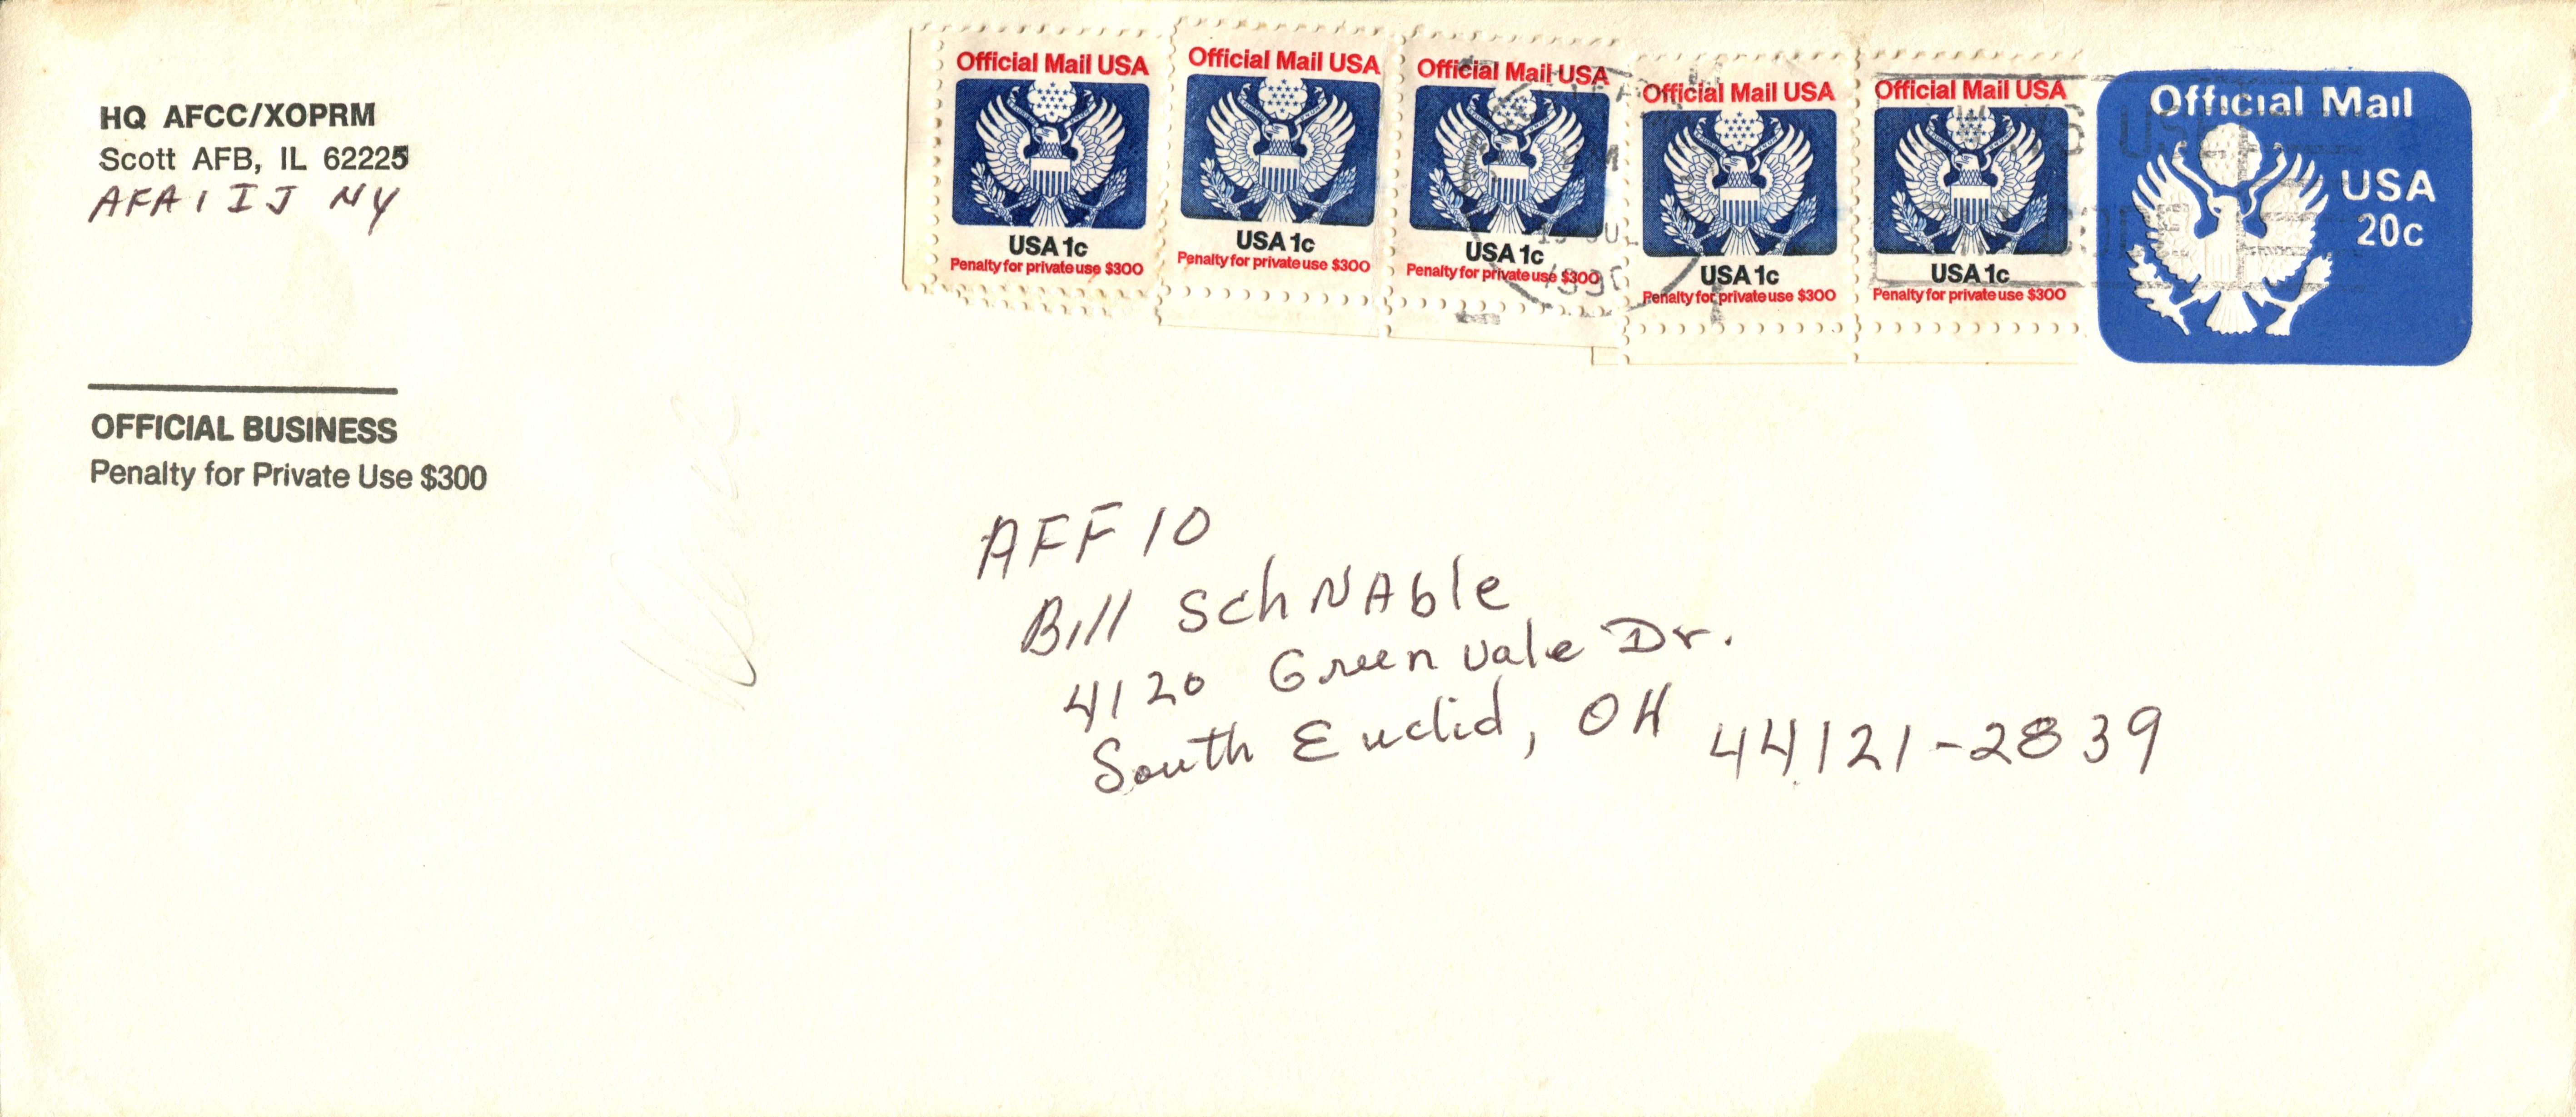 HQ AFCC/XOPRM
Scott AFB, IL 62225
AFA1IJ NY
OFFICIAL BUSINESS
Penalty for Private Use $300
Official Mail USA
USA 1c
Penalty for private use $300
Official Mail USA
USA 1c
Penalty for private use $300
Official Mail USA
USA 1c
Penalty for private use $300
Official Mail USA
USA 1c
Penalty for private use $300
Official Mail USA
USA 1c
Penalty for private use $300
Official Mail
USA
20c
PM
1990
AFF10
Bill SchNAble
4120 Greenvale Dr.
South Euclid, OH 44121-2839